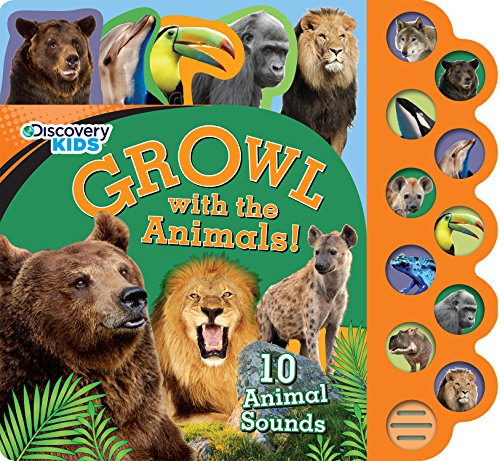 Discovery
KIDS
GROWL
with the
Animals!
10
Animal
Sounds